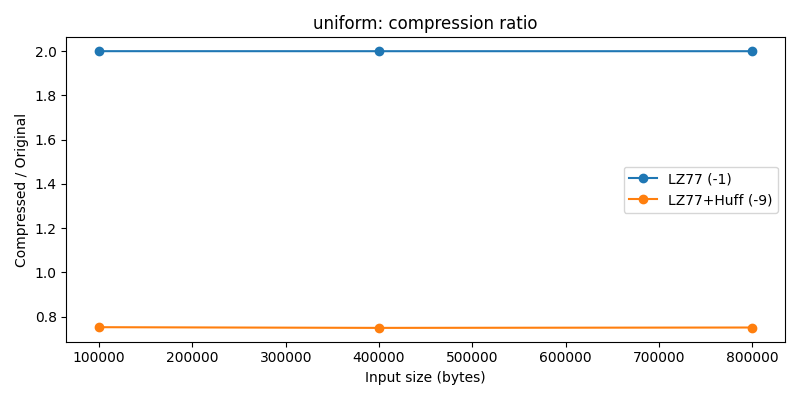 uniform: compression ratio
Compressed / Original
2.0
1.8
1.6
1.4
1.2
1.0
0.8
LZ77 (-1)
LZ77+Huff (-9)
100000 200000 300000 400000 500000 600000 700000 800000
Input size (bytes)